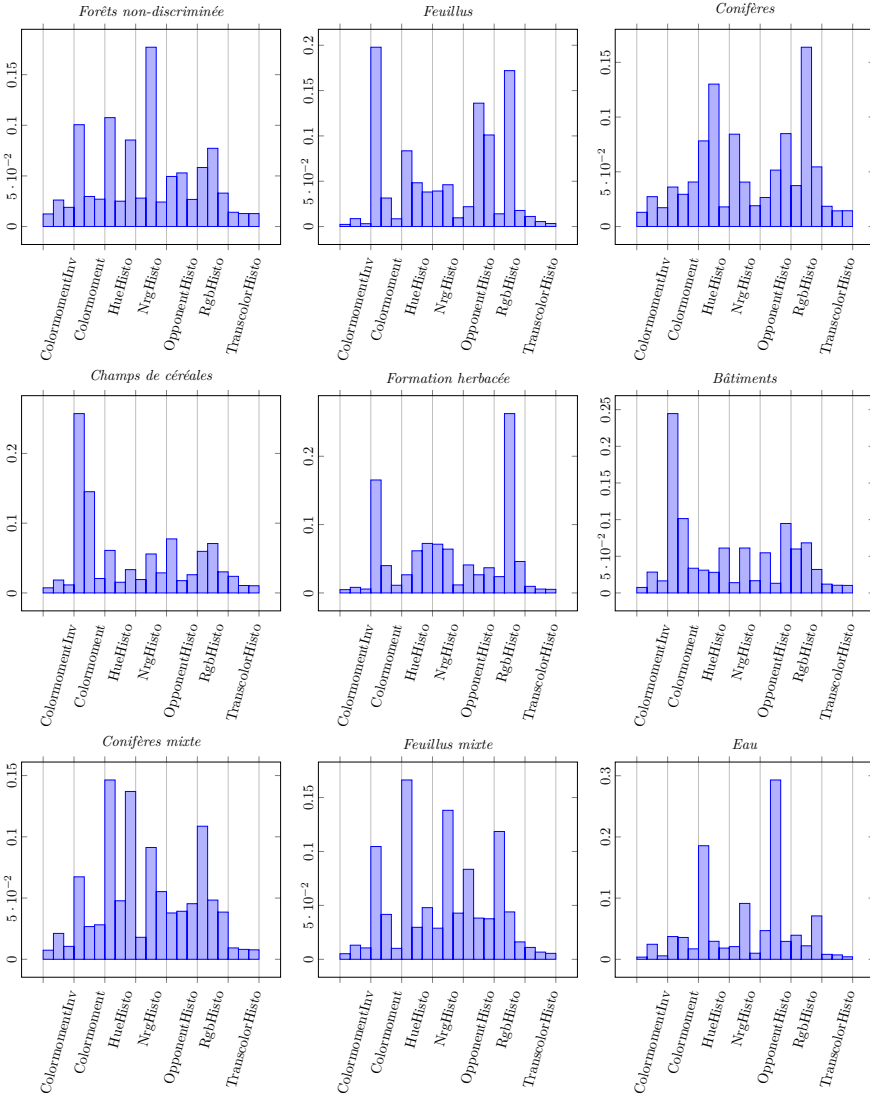 Forêts non-discriminée
0
5 · 10−2
0.1
0.15
ColormomentInv
Colormoment
HueHisto
NrgHisto
OpponentHisto
RgbHisto
TranscolorHisto
Feuillus
0
5 · 10−2
0.1
0.15
0.2
ColormomentInv
Colormoment
HueHisto
NrgHisto
OpponentHisto
RgbHisto
TranscolorHisto
Conifères
0
5 · 10−2
0.1
0.15
ColormomentInv
Colormoment
HueHisto
NrgHisto
OpponentHisto
RgbHisto
TranscolorHisto
Champs de céréales
0
0.1
0.2
ColormomentInv
Colormoment
HueHisto
NrgHisto
OpponentHisto
RgbHisto
TranscolorHisto
Formation herbacée
0
0.1
0.2
ColormomentInv
Colormoment
HueHisto
NrgHisto
OpponentHisto
RgbHisto
TranscolorHisto
Bâtiments
0
5 · 10−2
0.1
0.15
0.2
0.25
ColormomentInv
Colormoment
HueHisto
NrgHisto
OpponentHisto
RgbHisto
TranscolorHisto
Conifères mixte
0
5 · 10−2
0.1
0.15
ColormomentInv
Colormoment
HueHisto
NrgHisto
OpponentHisto
RgbHisto
TranscolorHisto
Feuillus mixte
0
5 · 10−2
0.1
0.15
ColormomentInv
Colormoment
HueHisto
NrgHisto
OpponentHisto
RgbHisto
TranscolorHisto
Eau
0
0.1
0.2
0.3
ColormomentInv
Colormoment
HueHisto
NrgHisto
OpponentHisto
RgbHisto
TranscolorHisto